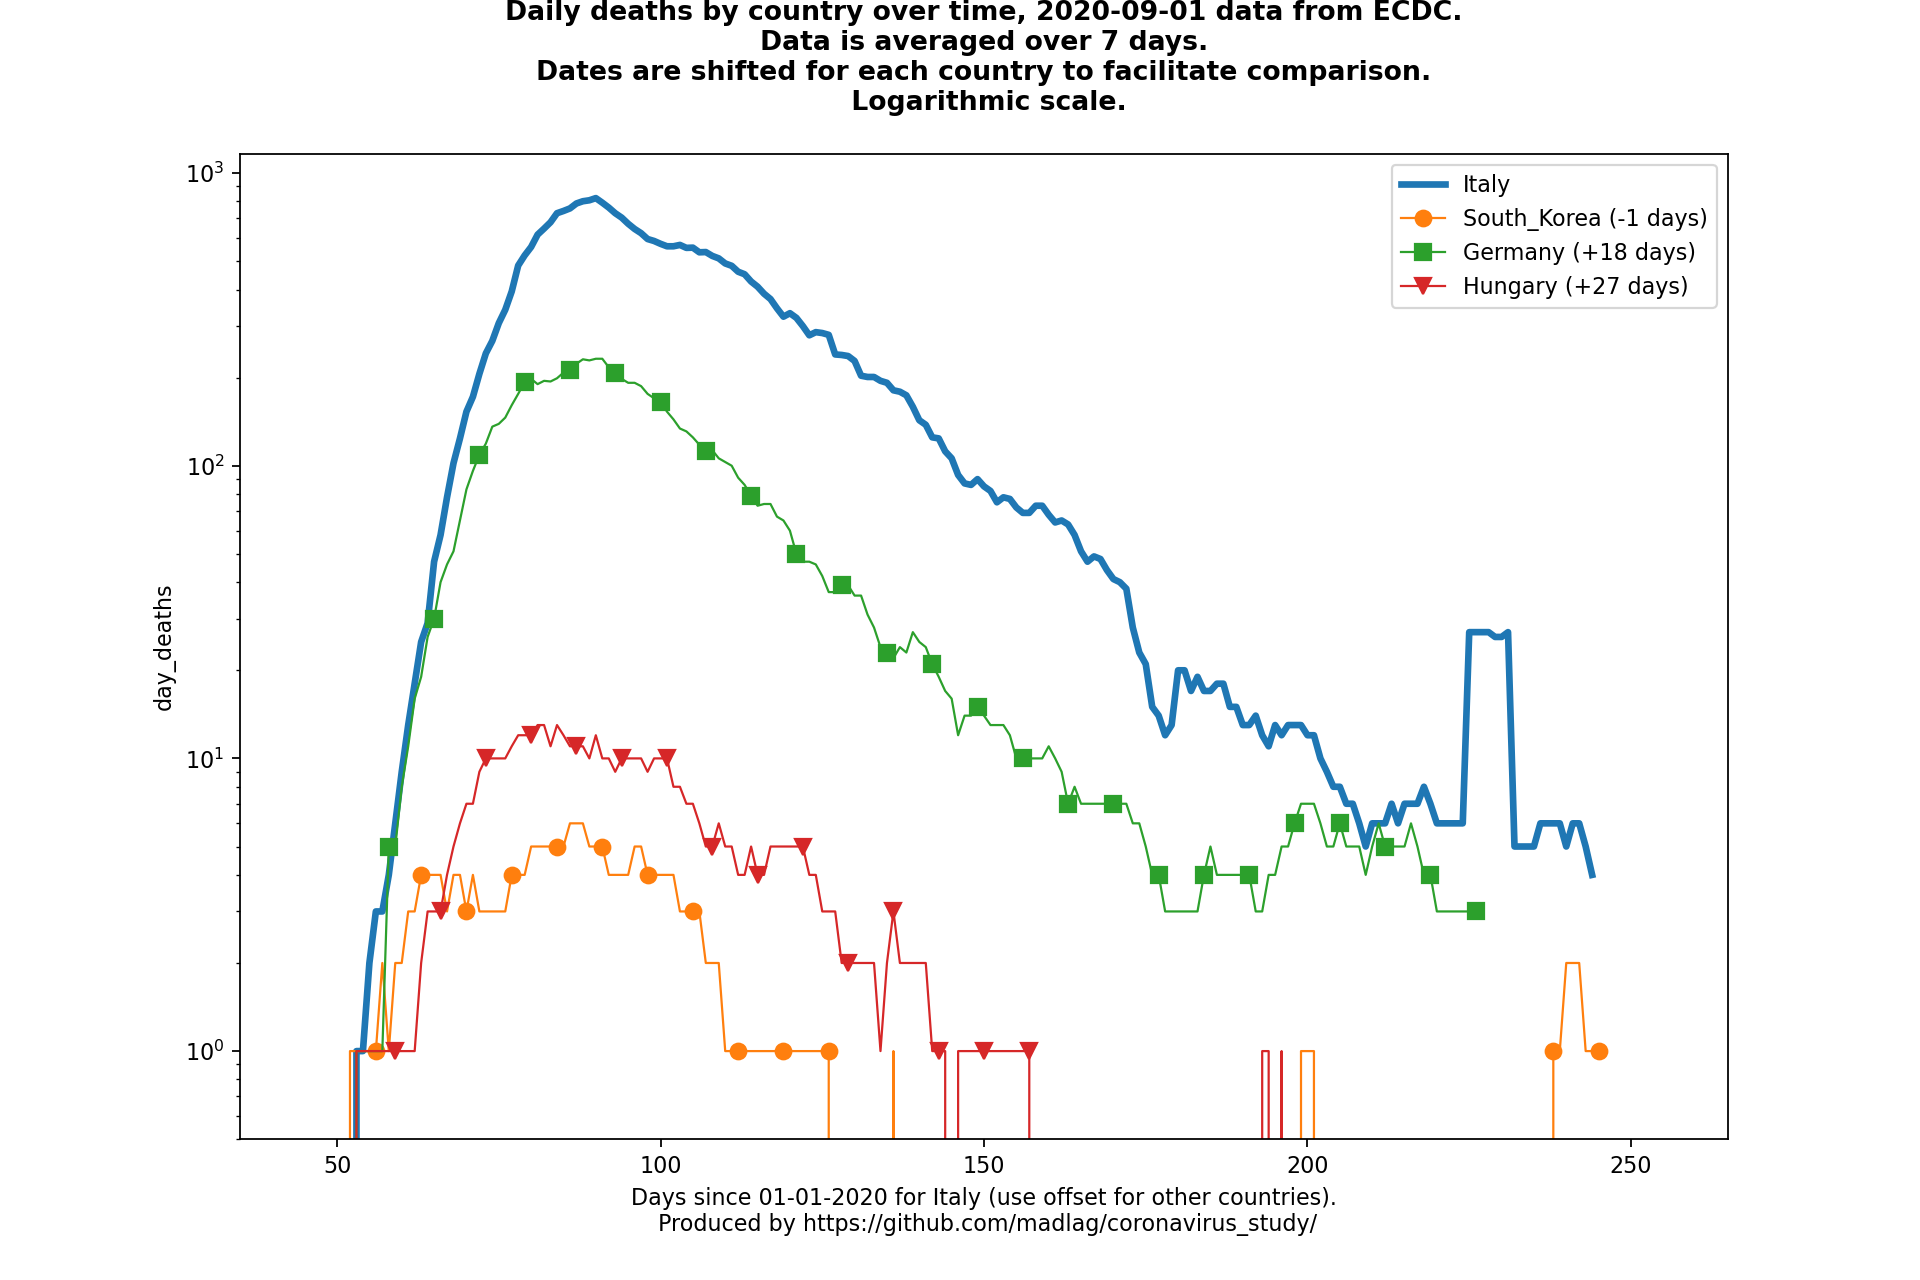 Daily deaths by country over time, 2020-09-01 data from ECDC.
Data is averaged over 7 days.
Dates are shifted for each country to facilitate comparison.
Logarithmic scale.
10³
10²
10¹
10⁰
day_deaths
Italy
South_Korea (-1 days)
Germany (+18 days)
Hungary (+27 days)
50 100 150 200 250
Days since 01-01-2020 for Italy (use offset for other countries).
Produced by https://github.com/madlag/coronavirus_study/